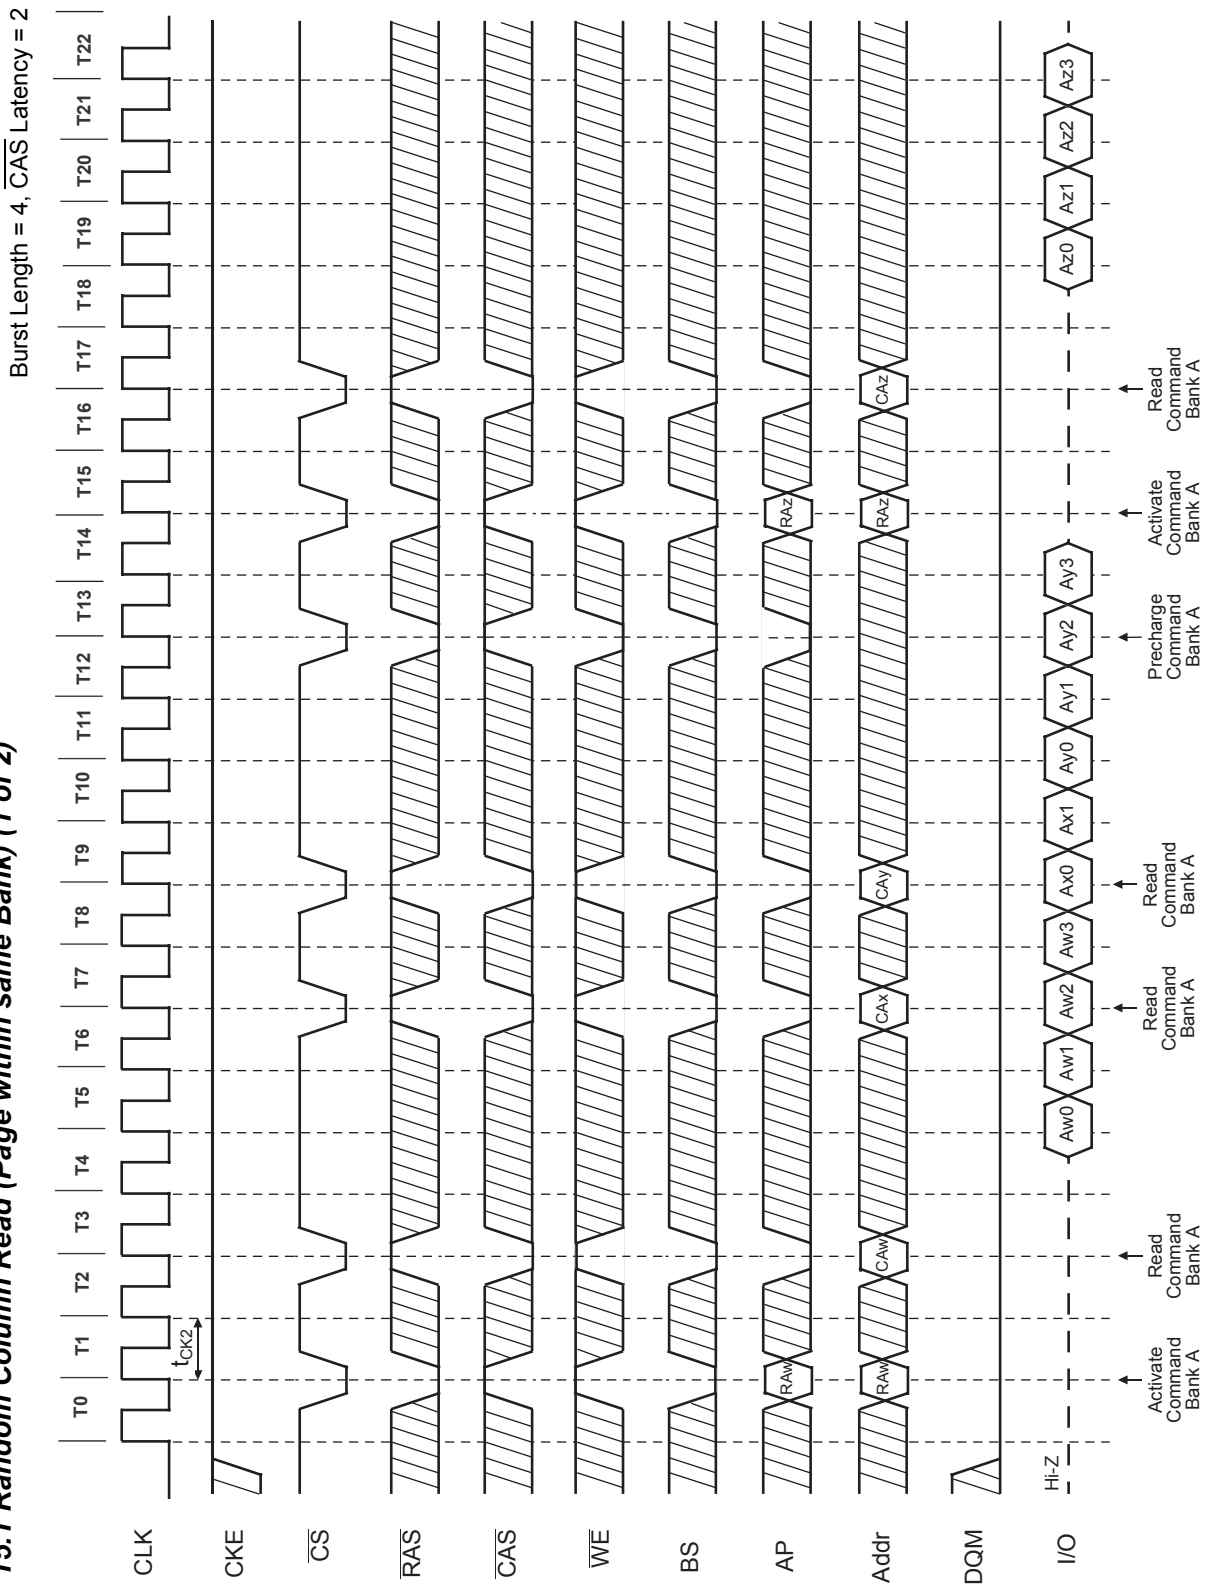 15.1 Random Column Read (Page within same Bank) (1 of 2)
Burst Length = 4, CAS Latency = 2
T0 T1 T2 T3 T4 T5 T6 T7 T8 T9 T10 T11 T12 T13 T14 T15 T16 T17 T18 T19 T20 T21 T22
CLK
tCK2
CKE
CS
RAS
CAS
WE
BS
AP
RAw RAz
Addr
RAw CAw CAx CAy RAz CAz
DQM
I/O
Hi-Z
Aw0 Aw1 Aw2 Aw3 Ax0 Ax1 Ay0 Ay1 Ay2 Ay3 Az0 Az1 Az2 Az3
Activate
Command
Bank A
Read
Command
Bank A
Read
Command
Bank A
Read
Command
Bank A
Precharge
Command
Bank A
Activate
Command
Bank A
Read
Command
Bank A